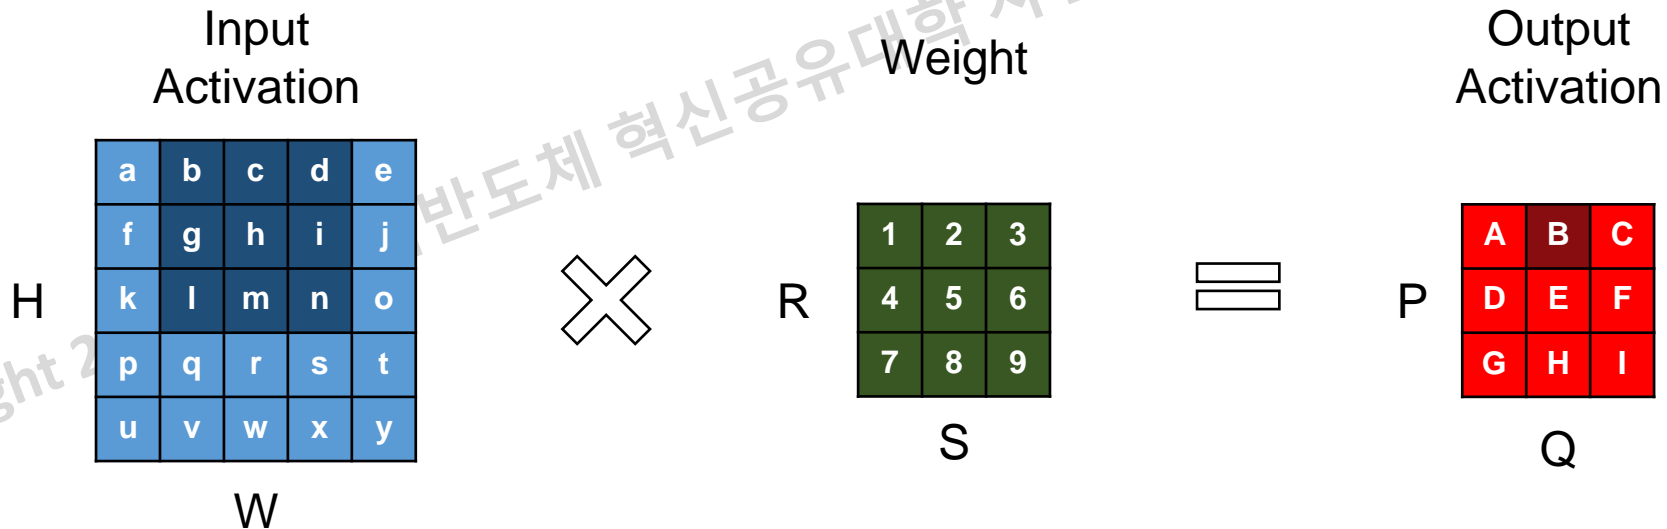 Input
Activation
Weight
Output
Activation
a b c d e
f g h i j
k l m n o
p q r s t
u v w x y
H
W
1 2 3
4 5 6
7 8 9
R
S
A B C
D E F
G H I
P
Q
반도체 혁신공유대학